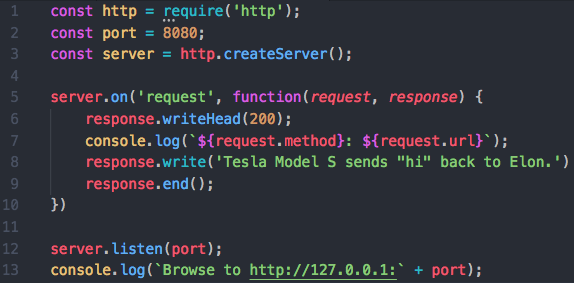 1 const http = require('http');
2 const port = 8080;
3 const server = http.createServer();
4
5 server.on('request', function(request, response) {
6     response.writeHead(200);
7     console.log(`${request.method}: ${request.url}`);
8     response.write('Tesla Model S sends "hi" back to Elon.')
9     response.end();
10 })
11
12 server.listen(port);
13 console.log(`Browse to http://127.0.0.1:` + port);